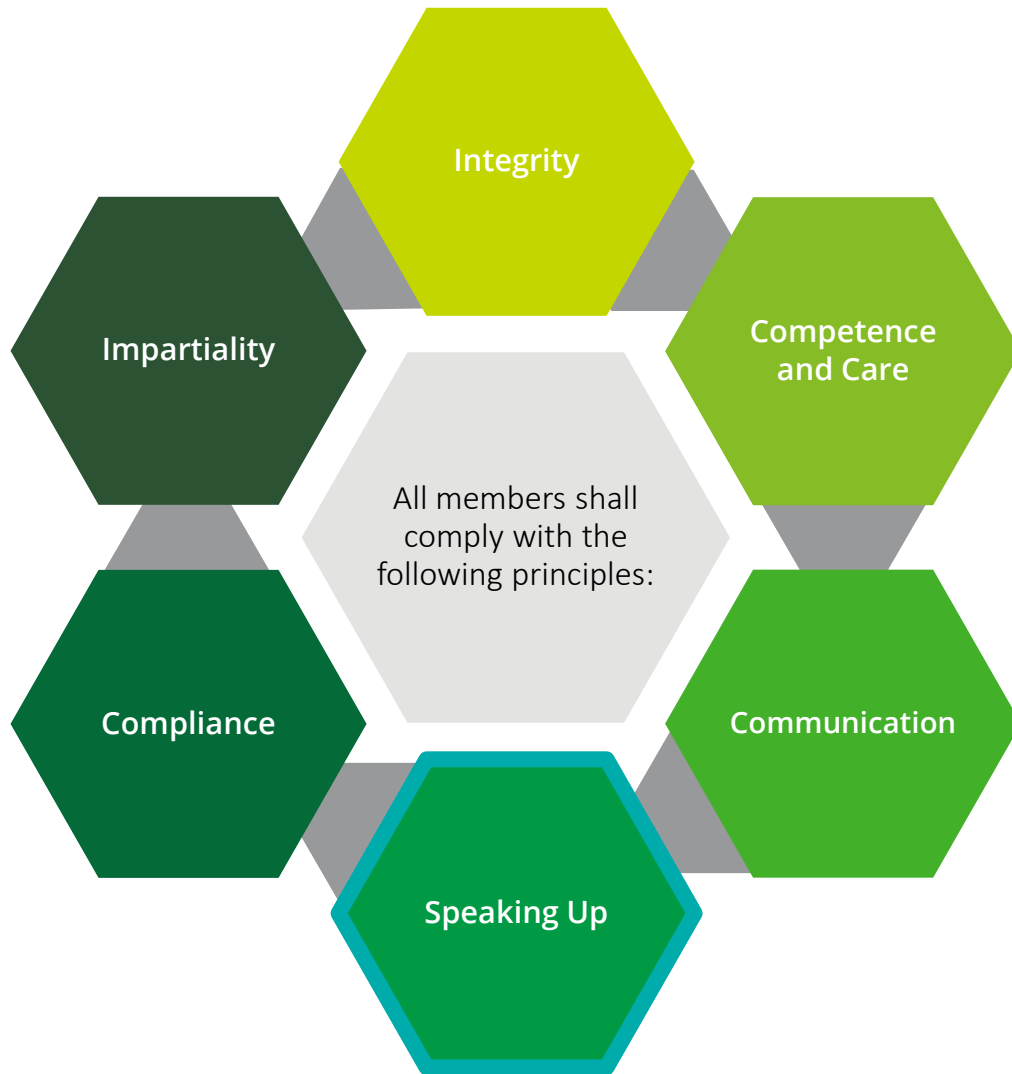 Integrity
Competence
and Care
Communication
Speaking Up
Compliance
Impartiality
All members shall
comply with the
following principles: